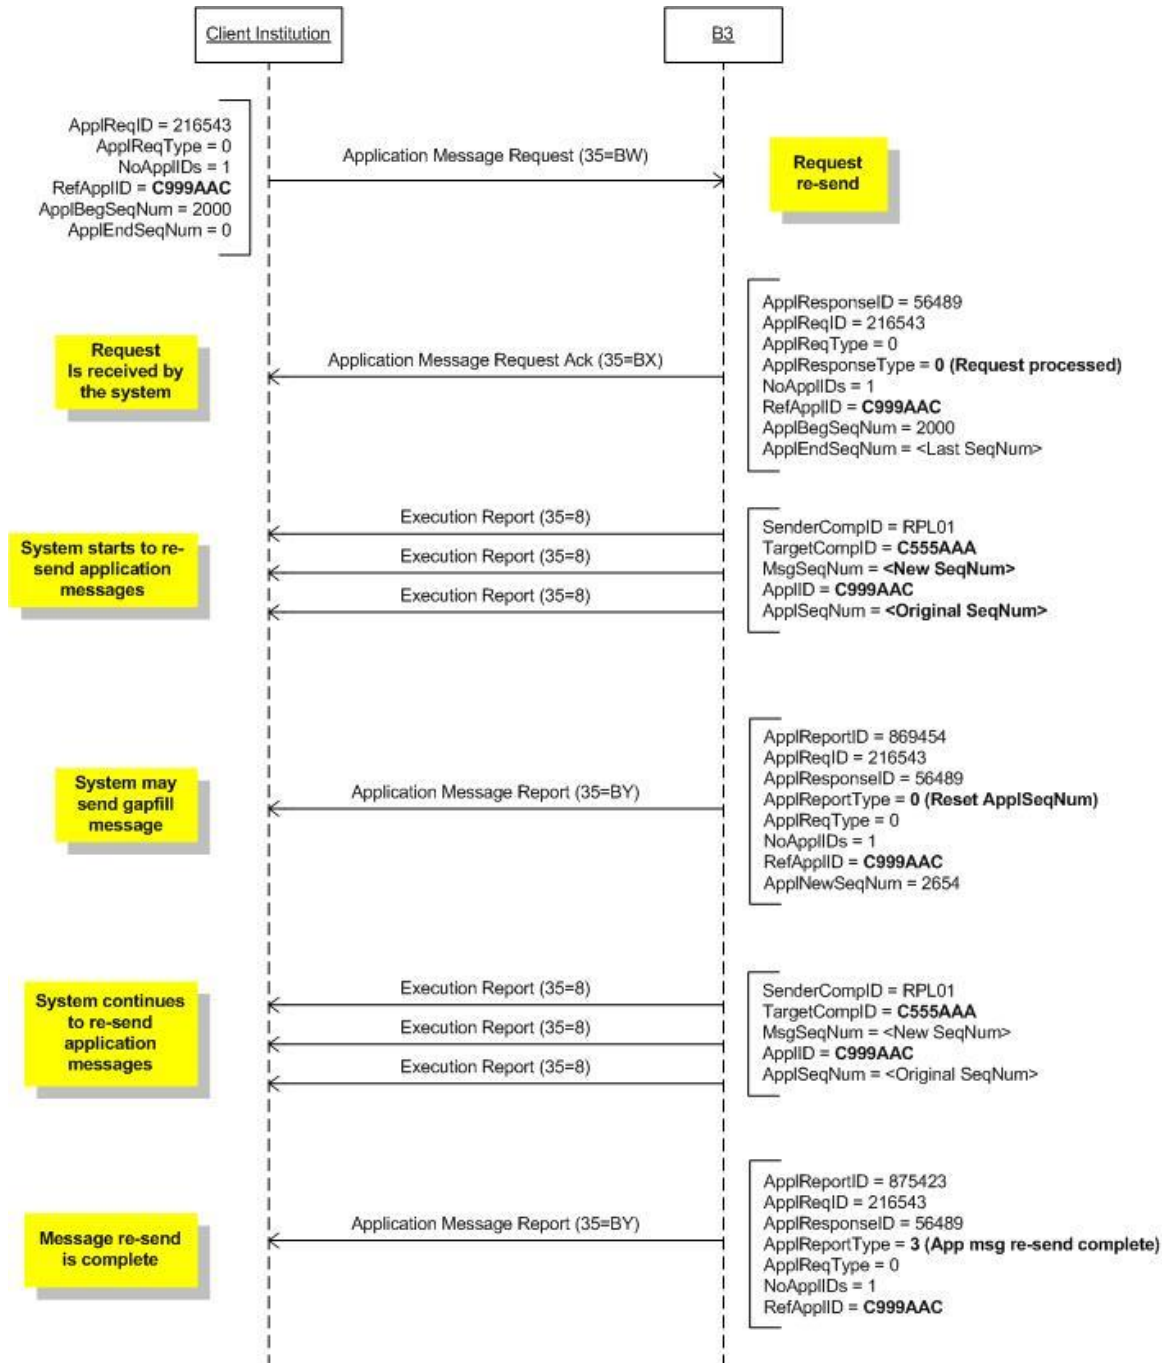 Client Institution
B3
ApplReqID = 216543
ApplReqType = 0
NoApplIDs = 1
RefApplID = C999AAC
ApplBegSeqNum = 2000
ApplEndSeqNum = 0
Application Message Request (35=BW)
Request
re-send
Request
Is received by
the system
Application Message Request Ack (35=BX)
ApplResponseID = 56489
ApplReqID = 216543
ApplReqType = 0
ApplResponseType = 0 (Request processed)
NoApplIDs = 1
RefApplID = C999AAC
ApplBegSeqNum = 2000
ApplEndSeqNum = <Last SeqNum>
System starts to re-
send application
messages
Execution Report (35=8)
Execution Report (35=8)
Execution Report (35=8)
SenderCompID = RPL01
TargetCompID = C555AAA
MsgSeqNum = <New SeqNum>
ApplID = C999AAC
ApplSeqNum = <Original SeqNum>
System may
send gapfill
message
Application Message Report (35=BY)
ApplReportID = 869454
ApplReqID = 216543
ApplResponseID = 56489
ApplReportType = 0 (Reset ApplSeqNum)
ApplReqType = 0
NoApplIDs = 1
RefApplID = C999AAC
ApplNewSeqNum = 2654
System continues
to re-send
application
messages
Execution Report (35=8)
Execution Report (35=8)
Execution Report (35=8)
SenderCompID = RPL01
TargetCompID = C555AAA
MsgSeqNum = <New SeqNum>
ApplID = C999AAC
ApplSeqNum = <Original SeqNum>
Message re-send
is complete
Application Message Report (35=BY)
ApplReportID = 875423
ApplReqID = 216543
ApplResponseID = 56489
ApplReportType = 3 (App msg re-send complete)
ApplReqType = 0
NoApplIDs = 1
RefApplID = C999AAC